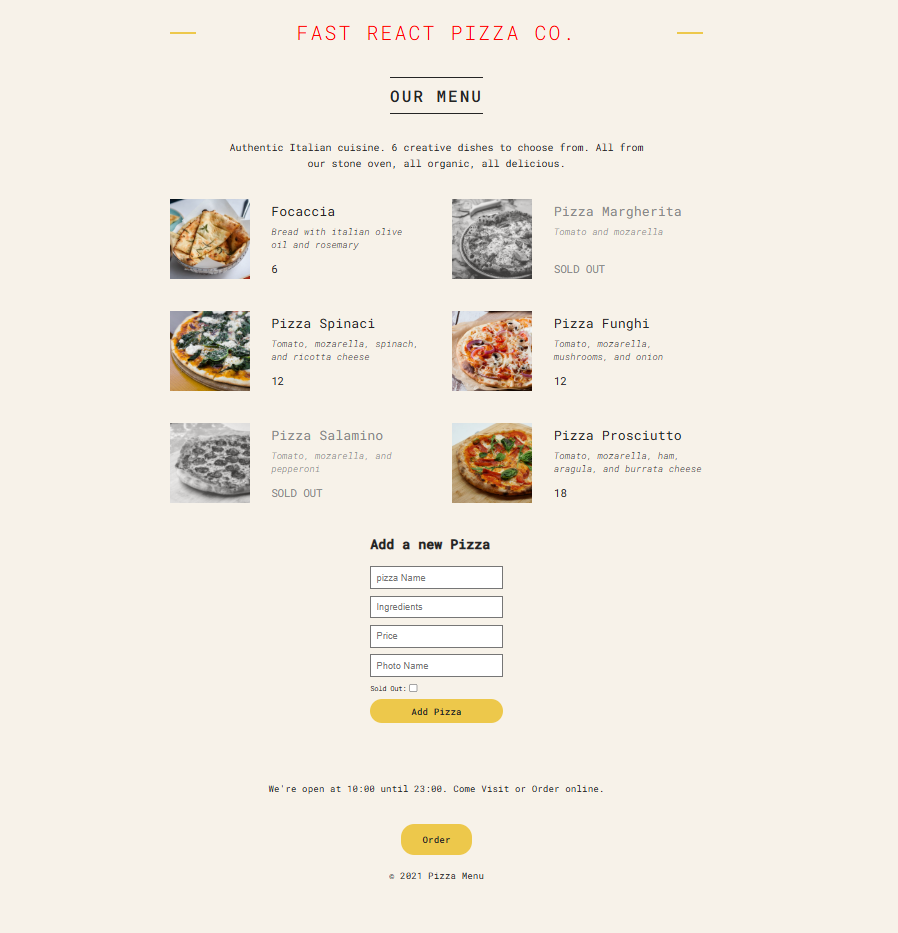 FAST REACT PIZZA CO.
OUR MENU
Authentic Italian cuisine. 6 creative dishes to choose from. All from
our stone oven, all organic, all delicious.
Focaccia
Bread with italian olive
oil and rosemary
6
Pizza Margherita
Tomato and mozarella
SOLD OUT
Pizza Spinaci
Tomato, mozarella, spinach,
and ricotta cheese
12
Pizza Funghi
Tomato, mozarella,
mushrooms, and onion
12
Pizza Salamino
Tomato, mozarella, and
pepperoni
SOLD OUT
Pizza Prosciutto
Tomato, mozarella, ham,
aragula, and burrata cheese
18
Add a new Pizza
pizza Name
Ingredients
Price
Photo Name
Sold Out:
Add Pizza
We're open at 10:00 until 23:00. Come Visit or Order online.
Order
© 2021 Pizza Menu